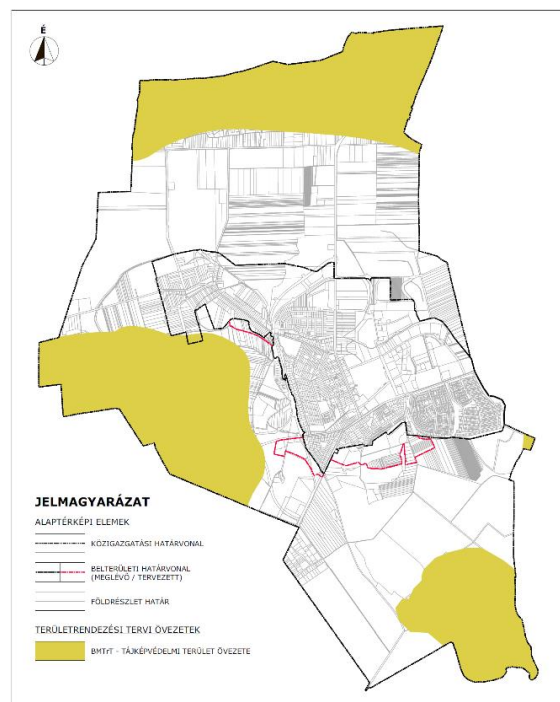 É
JELMAGYARÁZAT
ALAPTÉRKÉPI ELEMEK
KÖZIGAZGATÁSI HATÁRVONAL
BELTERÜLETI HATÁRVONAL
(MEGLÉVŐ / TERVEZETT)
FÖLDRÉSZLET HATÁR
TERÜLETRENDEZÉSI TERVI ÖVEZETEK
BMTrT - TÁJKÉPVÉDELMI TERÜLET ÖVEZETE